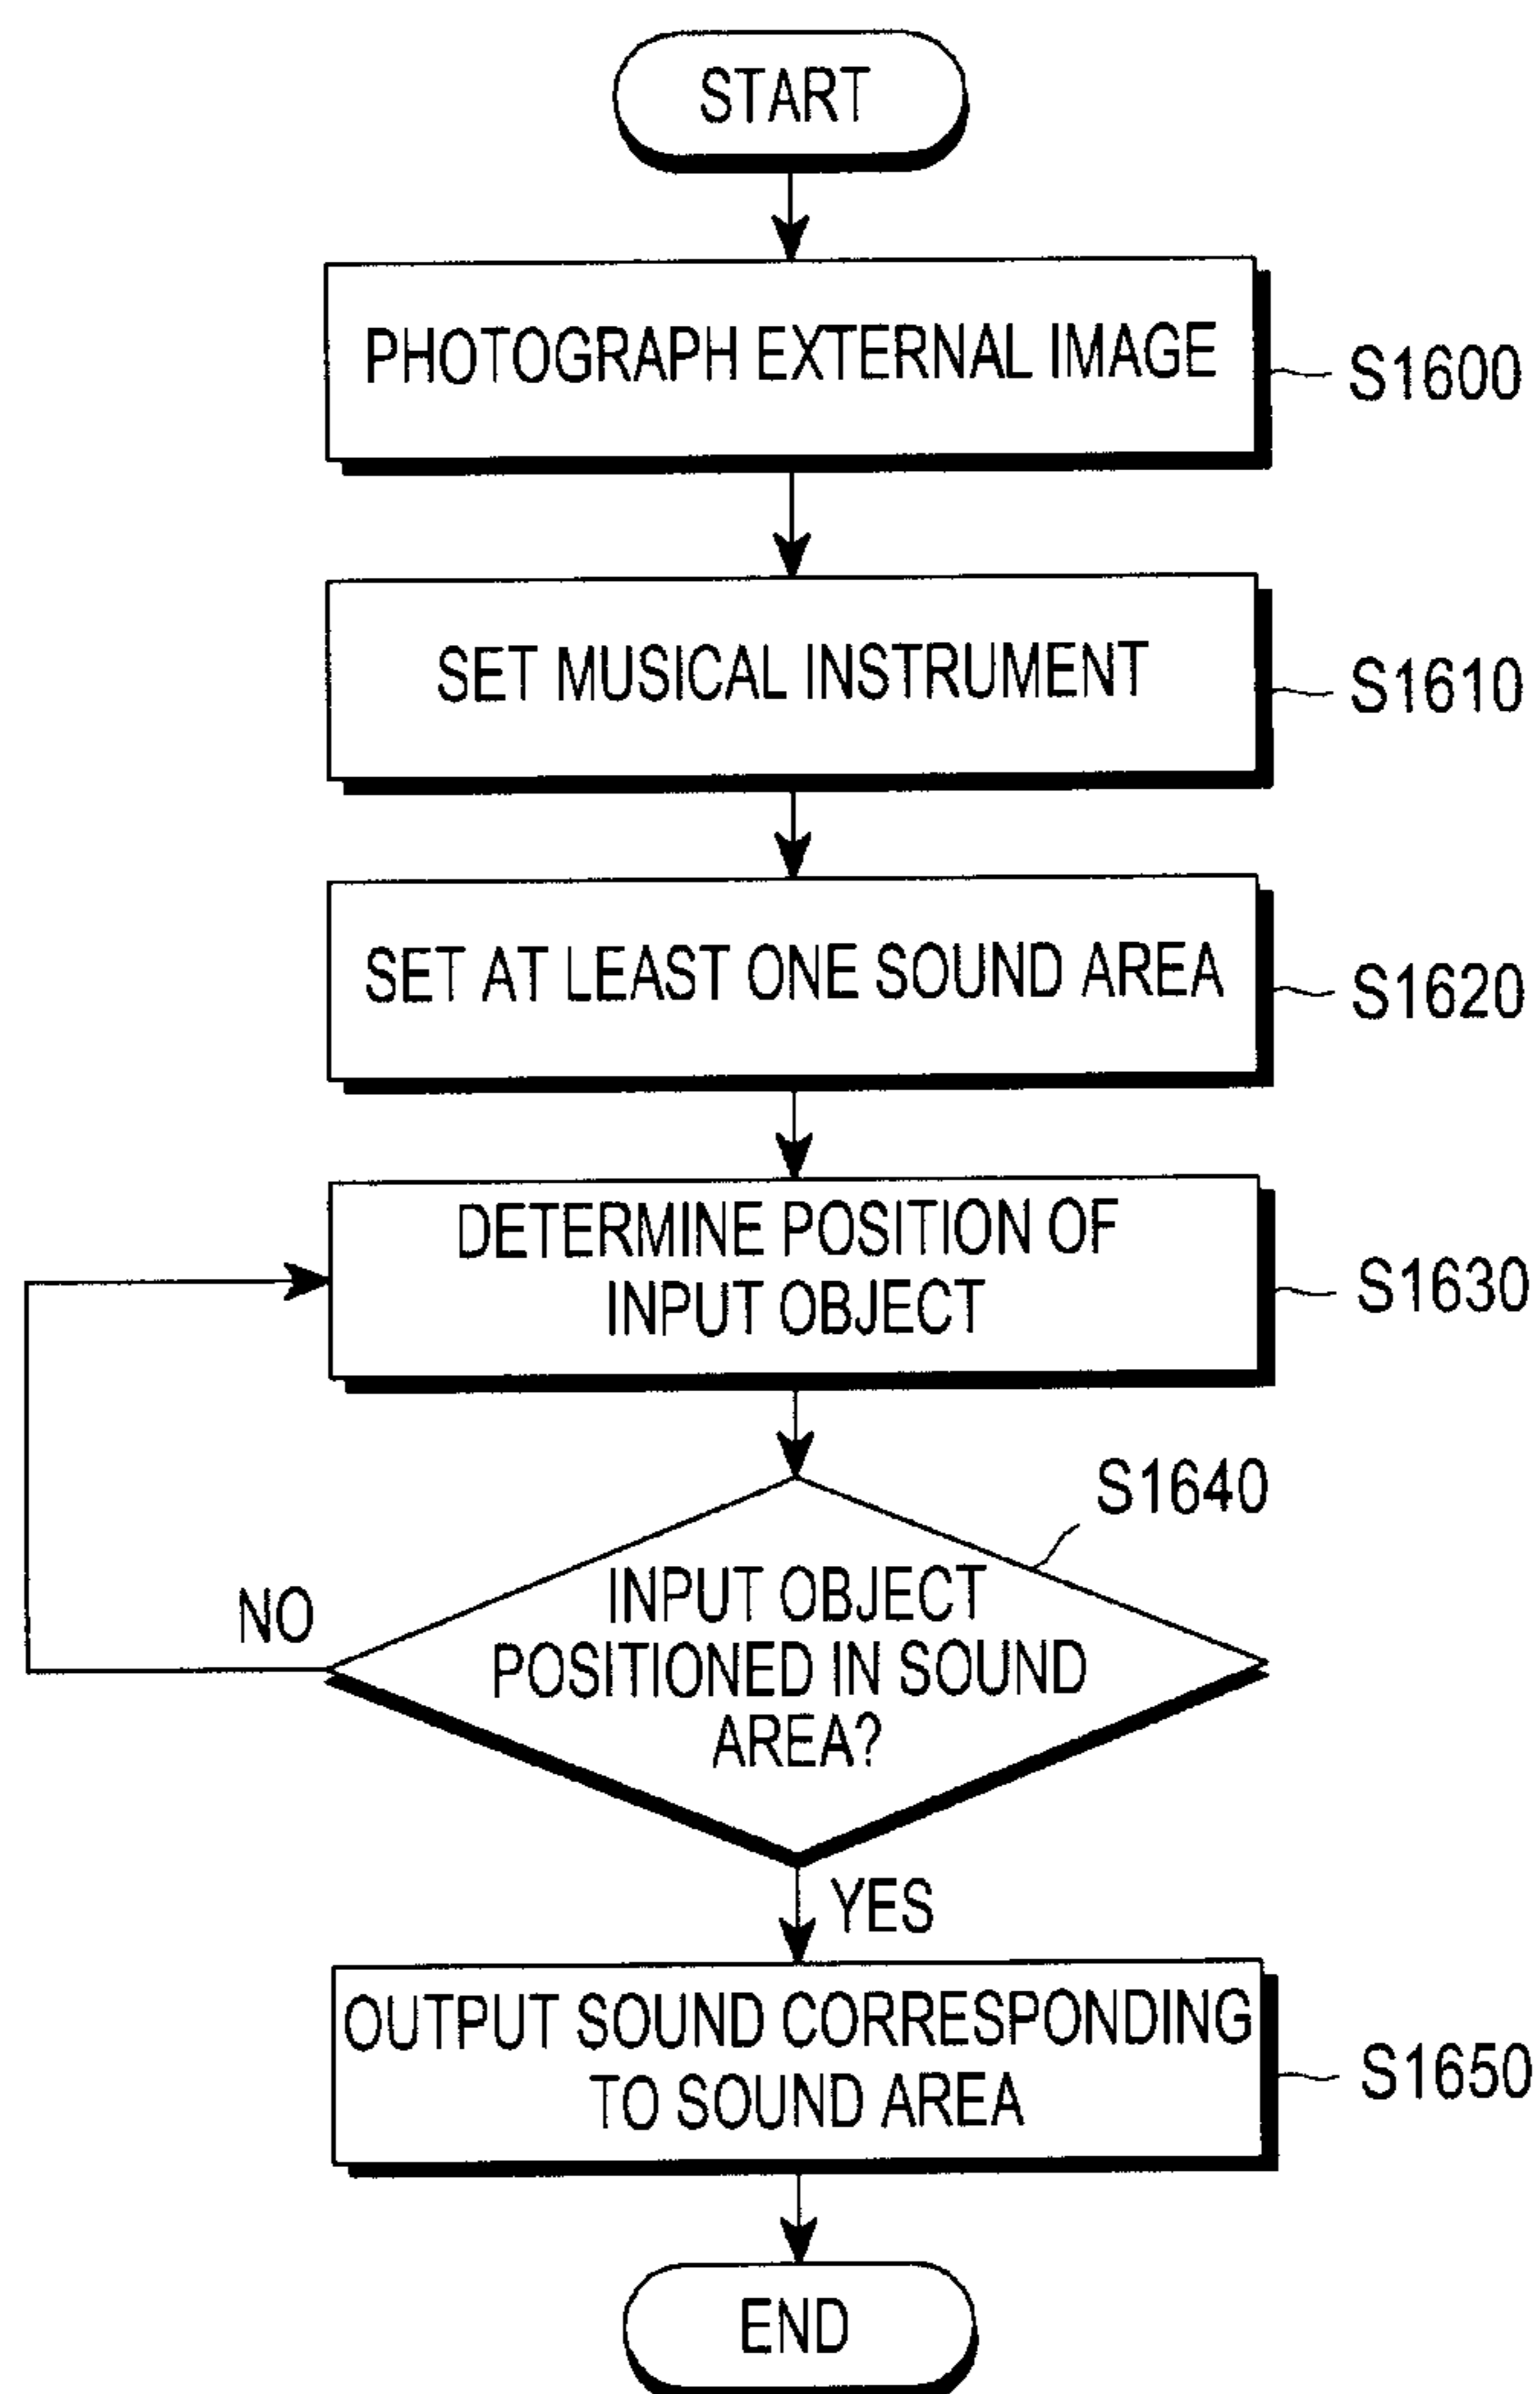 START
PHOTOGRAPH EXTERNAL IMAGE
S1600
SET MUSICAL INSTRUMENT
S1610
SET AT LEAST ONE SOUND AREA
S1620
DETERMINE POSITION OF
INPUT OBJECT
S1630
S1640
INPUT OBJECT
POSITIONED IN SOUND
AREA?
NO
YES
OUTPUT SOUND CORRESPONDING
TO SOUND AREA
S1650
END